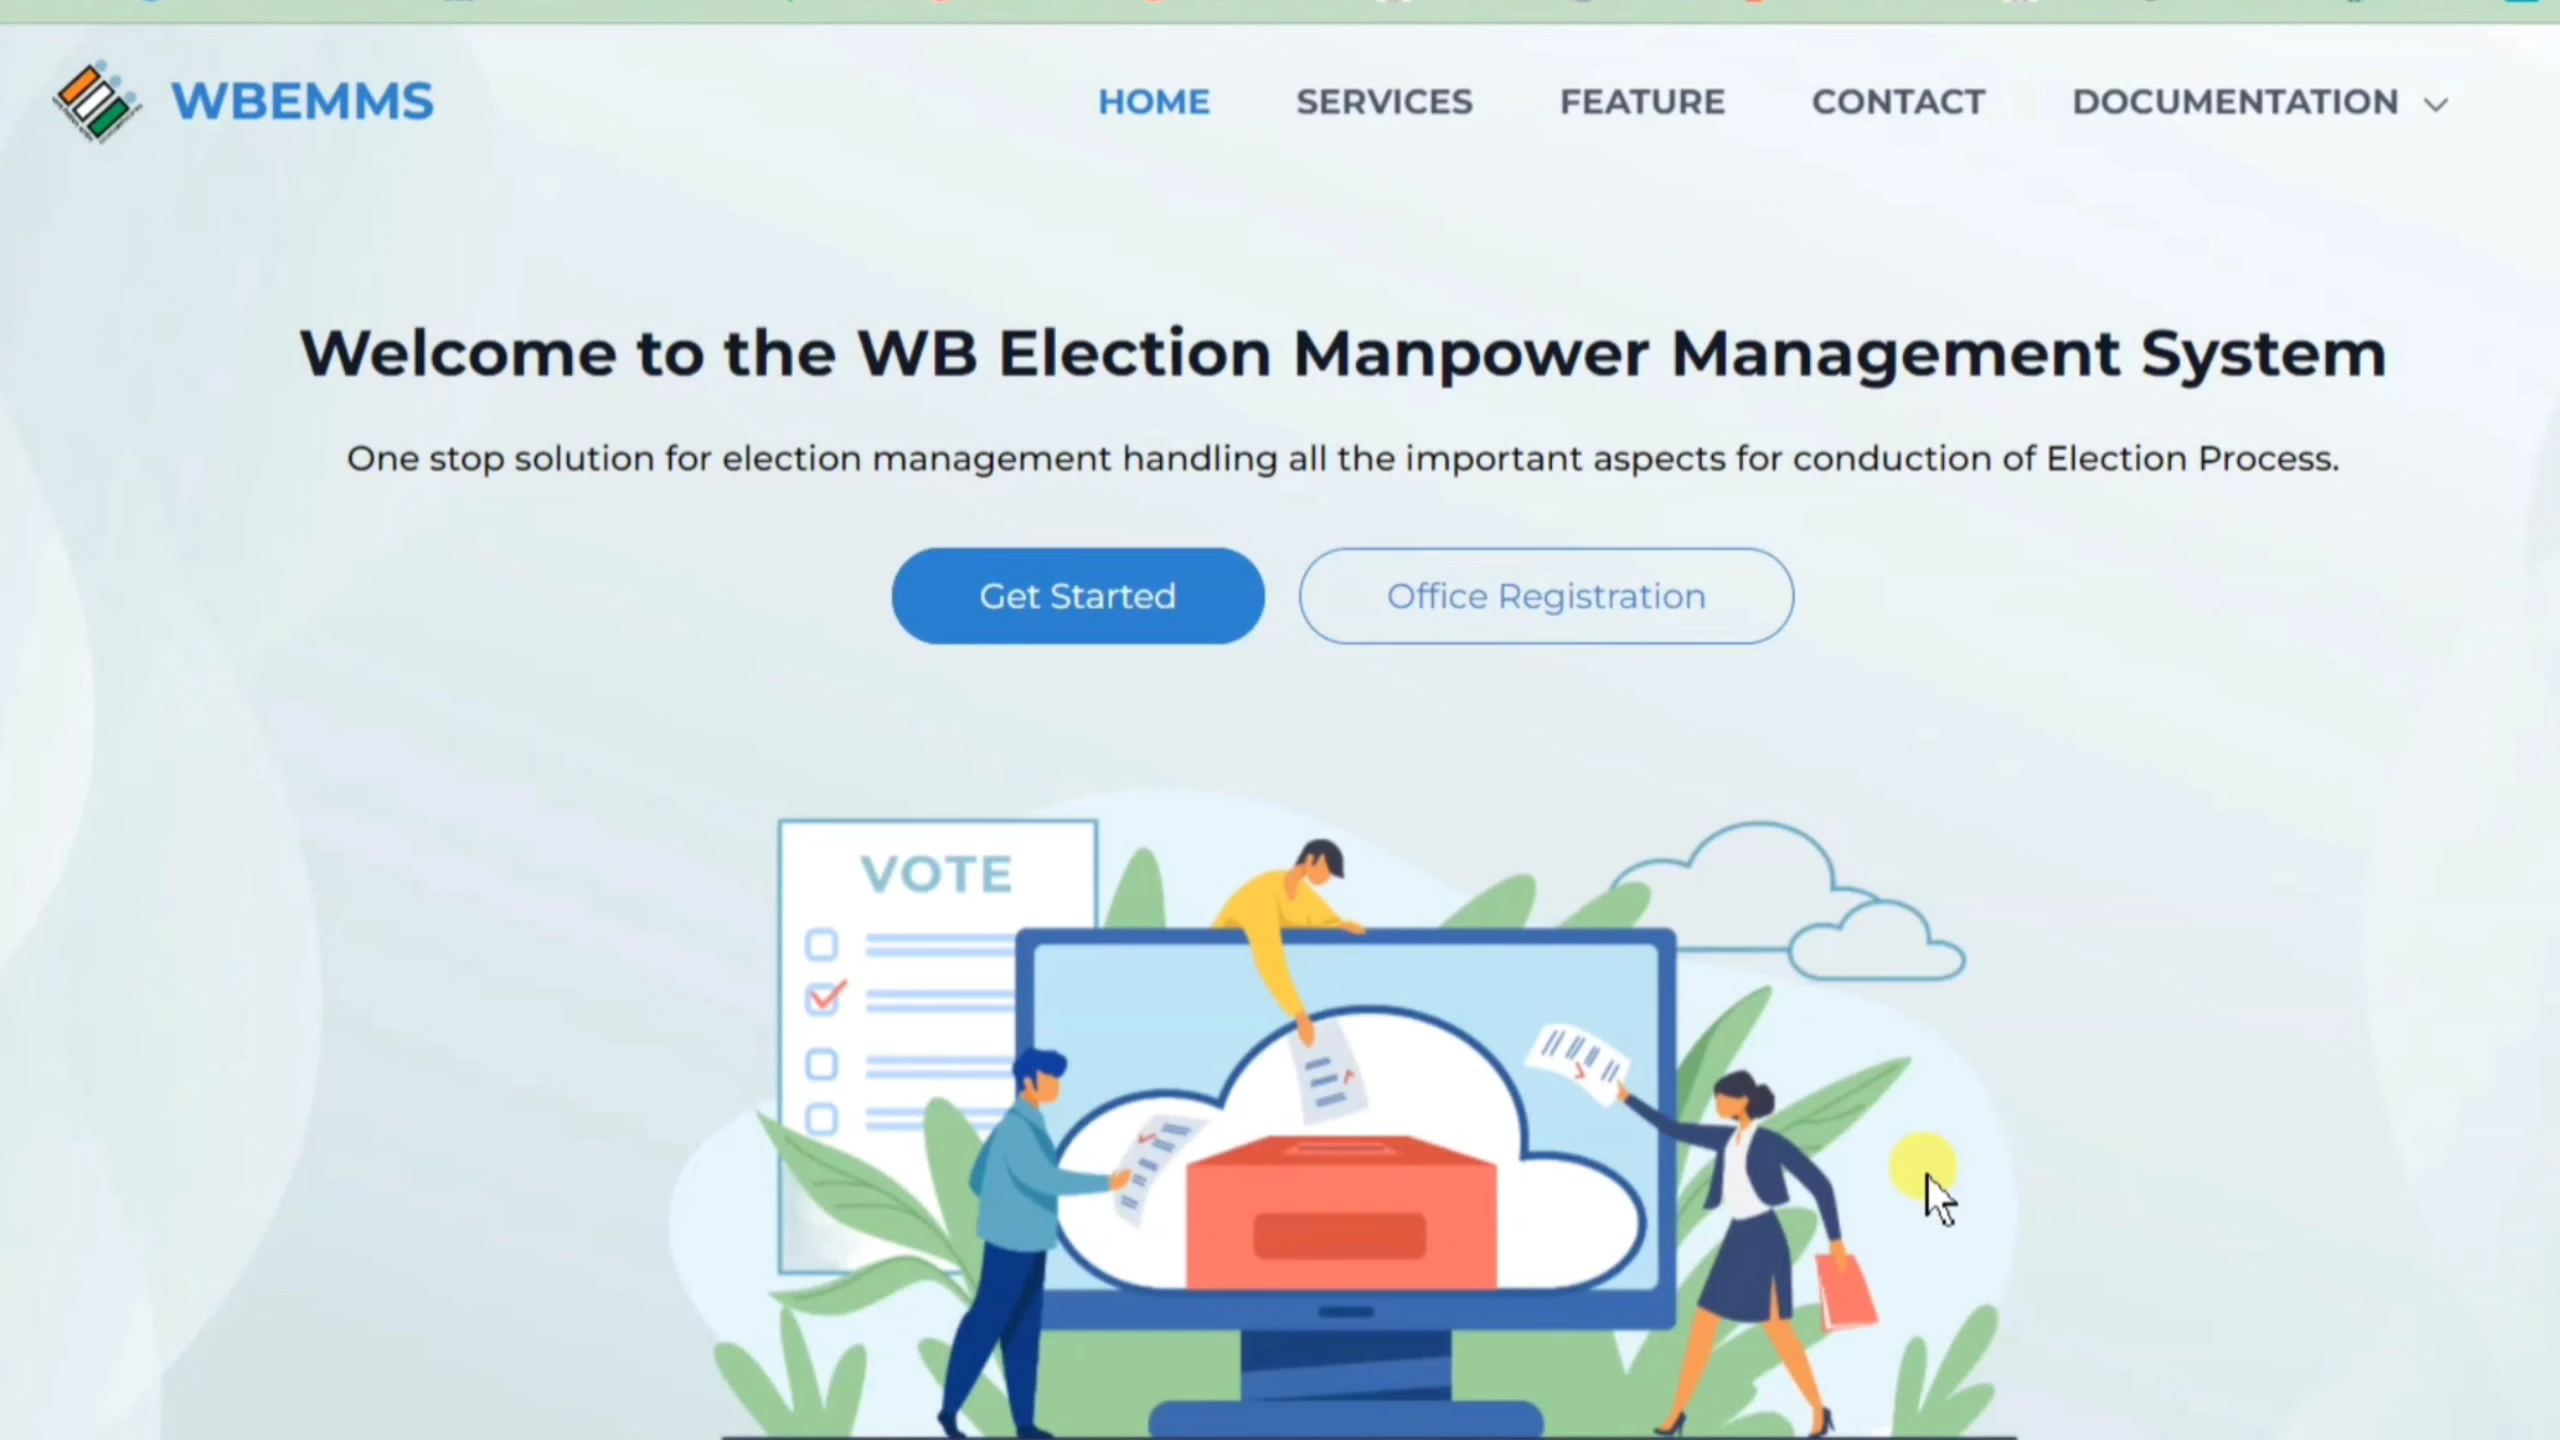 WBEMMS
HOME SERVICES FEATURE CONTACT DOCUMENTATION
Welcome to the WB Election Manpower Management System
One stop solution for election management handling all the important aspects for conduction of Election Process.
Get Started Office Registration
VOTE